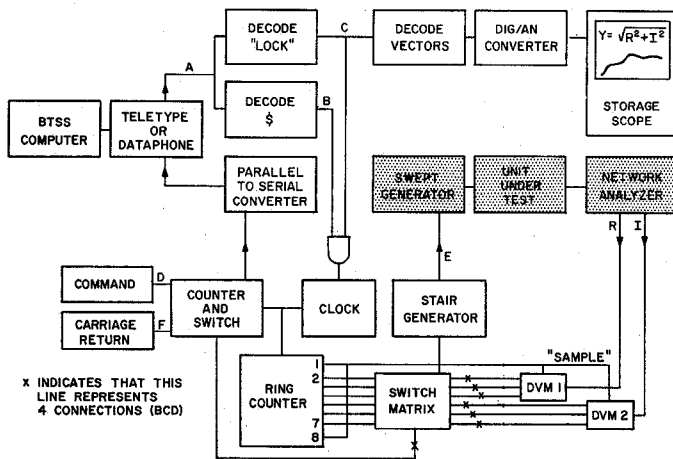 DECODE
"LOCK"
C
DECODE
VECTORS
DIG/AN
CONVERTER
Y= √R²+I²
STORAGE
SCOPE
A
BTSS
COMPUTER
TELETYPE
OR
DATAPHONE
DECODE
$
B
PARALLEL
TO SERIAL
CONVERTER
SWEPT
GENERATOR
UNIT
UNDER
TEST
NETWORK
ANALYZER
R
I
E
COMMAND
D
COUNTER
AND
SWITCH
CLOCK
STAIR
GENERATOR
CARRIAGE
RETURN
F
x INDICATES THAT THIS
LINE REPRESENTS
4 CONNECTIONS (BCD)
RING
COUNTER
1
2
7
8
SWITCH
MATRIX
x
x
x
x
x
x
x
"SAMPLE"
DVM 1
DVM 2